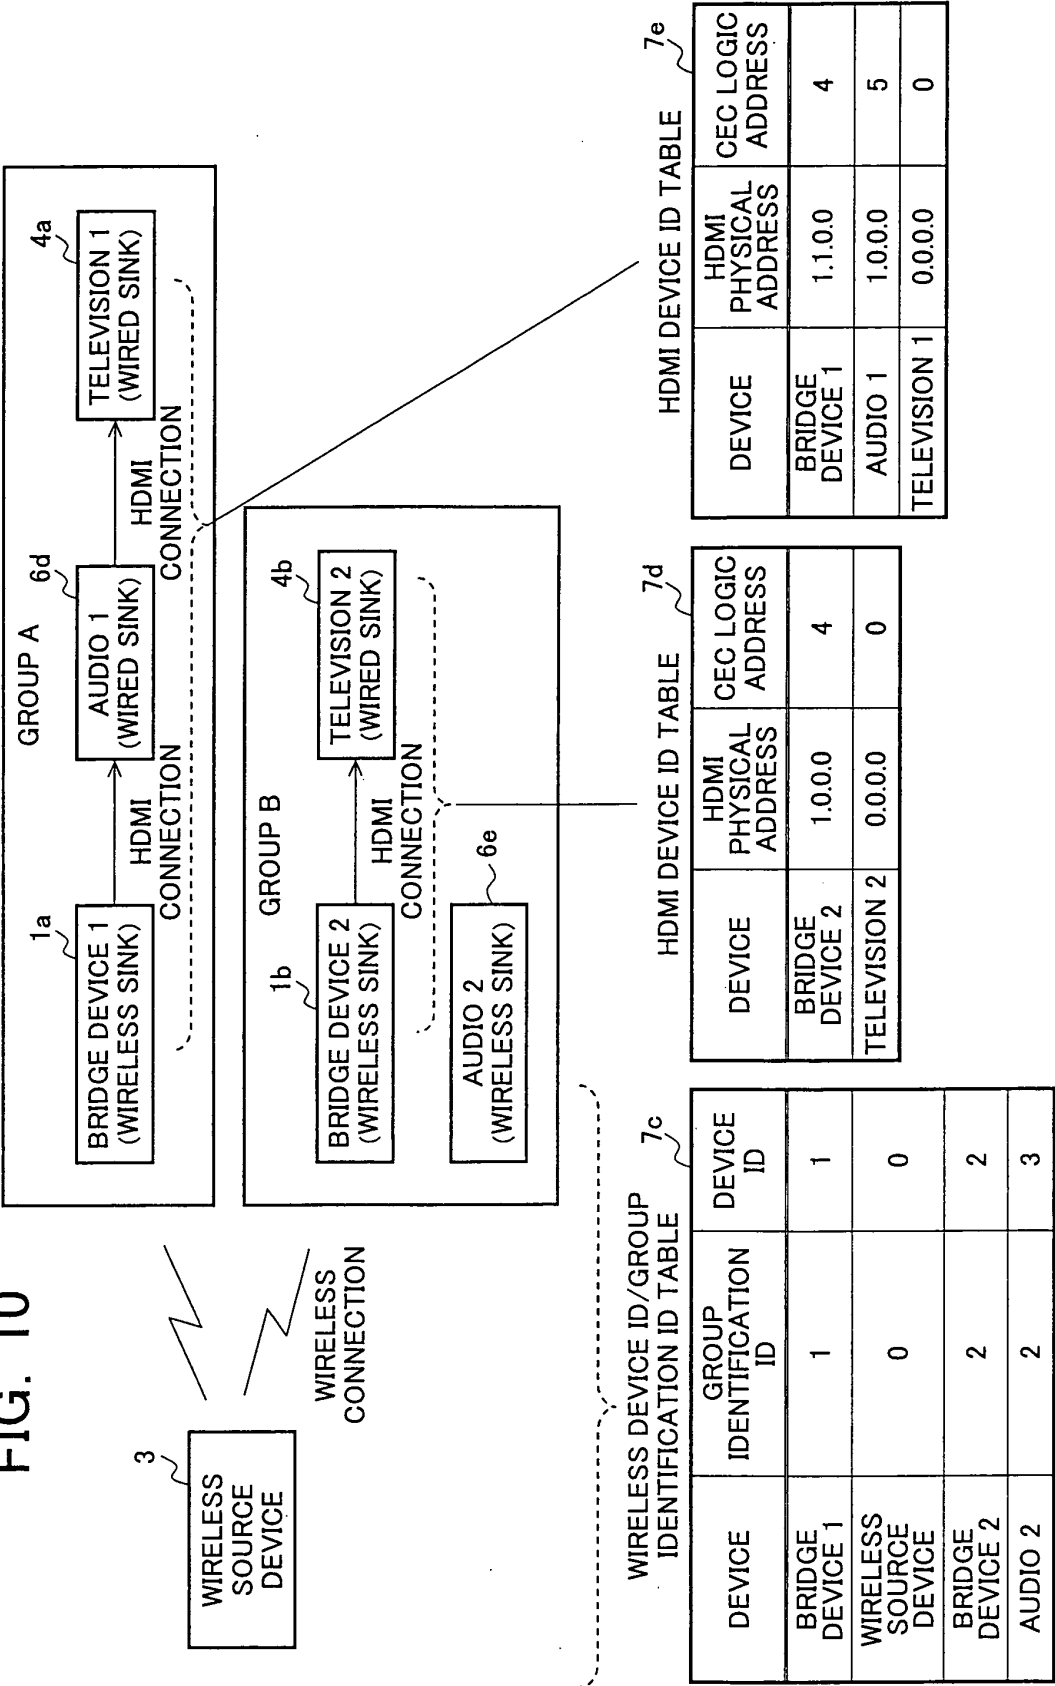 FIG. 10
GROUP A
1a
BRIDGE DEVICE 1
(WIRELESS SINK)
HDMI
CONNECTION
6d
AUDIO 1
(WIRED SINK)
HDMI
CONNECTION
4a
TELEVISION 1
(WIRED SINK)
3
WIRELESS
SOURCE
DEVICE
WIRELESS
CONNECTION
GROUP B
1b
BRIDGE DEVICE 2
(WIRELESS SINK)
HDMI
CONNECTION
4b
TELEVISION 2
(WIRED SINK)
6e
AUDIO 2
(WIRELESS SINK)
WIRELESS DEVICE ID/GROUP
IDENTIFICATION ID TABLE
7c
DEVICE
GROUP
IDENTIFICATION
ID
DEVICE
ID
BRIDGE
DEVICE 1
1
1
WIRELESS
SOURCE
DEVICE
0
0
BRIDGE
DEVICE 2
2
2
AUDIO 2
2
3
HDMI DEVICE ID TABLE
7d
DEVICE
HDMI
PHYSICAL
ADDRESS
CEC LOGIC
ADDRESS
BRIDGE
DEVICE 2
1.0.0.0
4
TELEVISION 2
0.0.0.0
0
HDMI DEVICE ID TABLE
7e
DEVICE
HDMI
PHYSICAL
ADDRESS
CEC LOGIC
ADDRESS
BRIDGE
DEVICE 1
1.1.0.0
4
AUDIO 1
1.0.0.0
5
TELEVISION 1
0.0.0.0
0